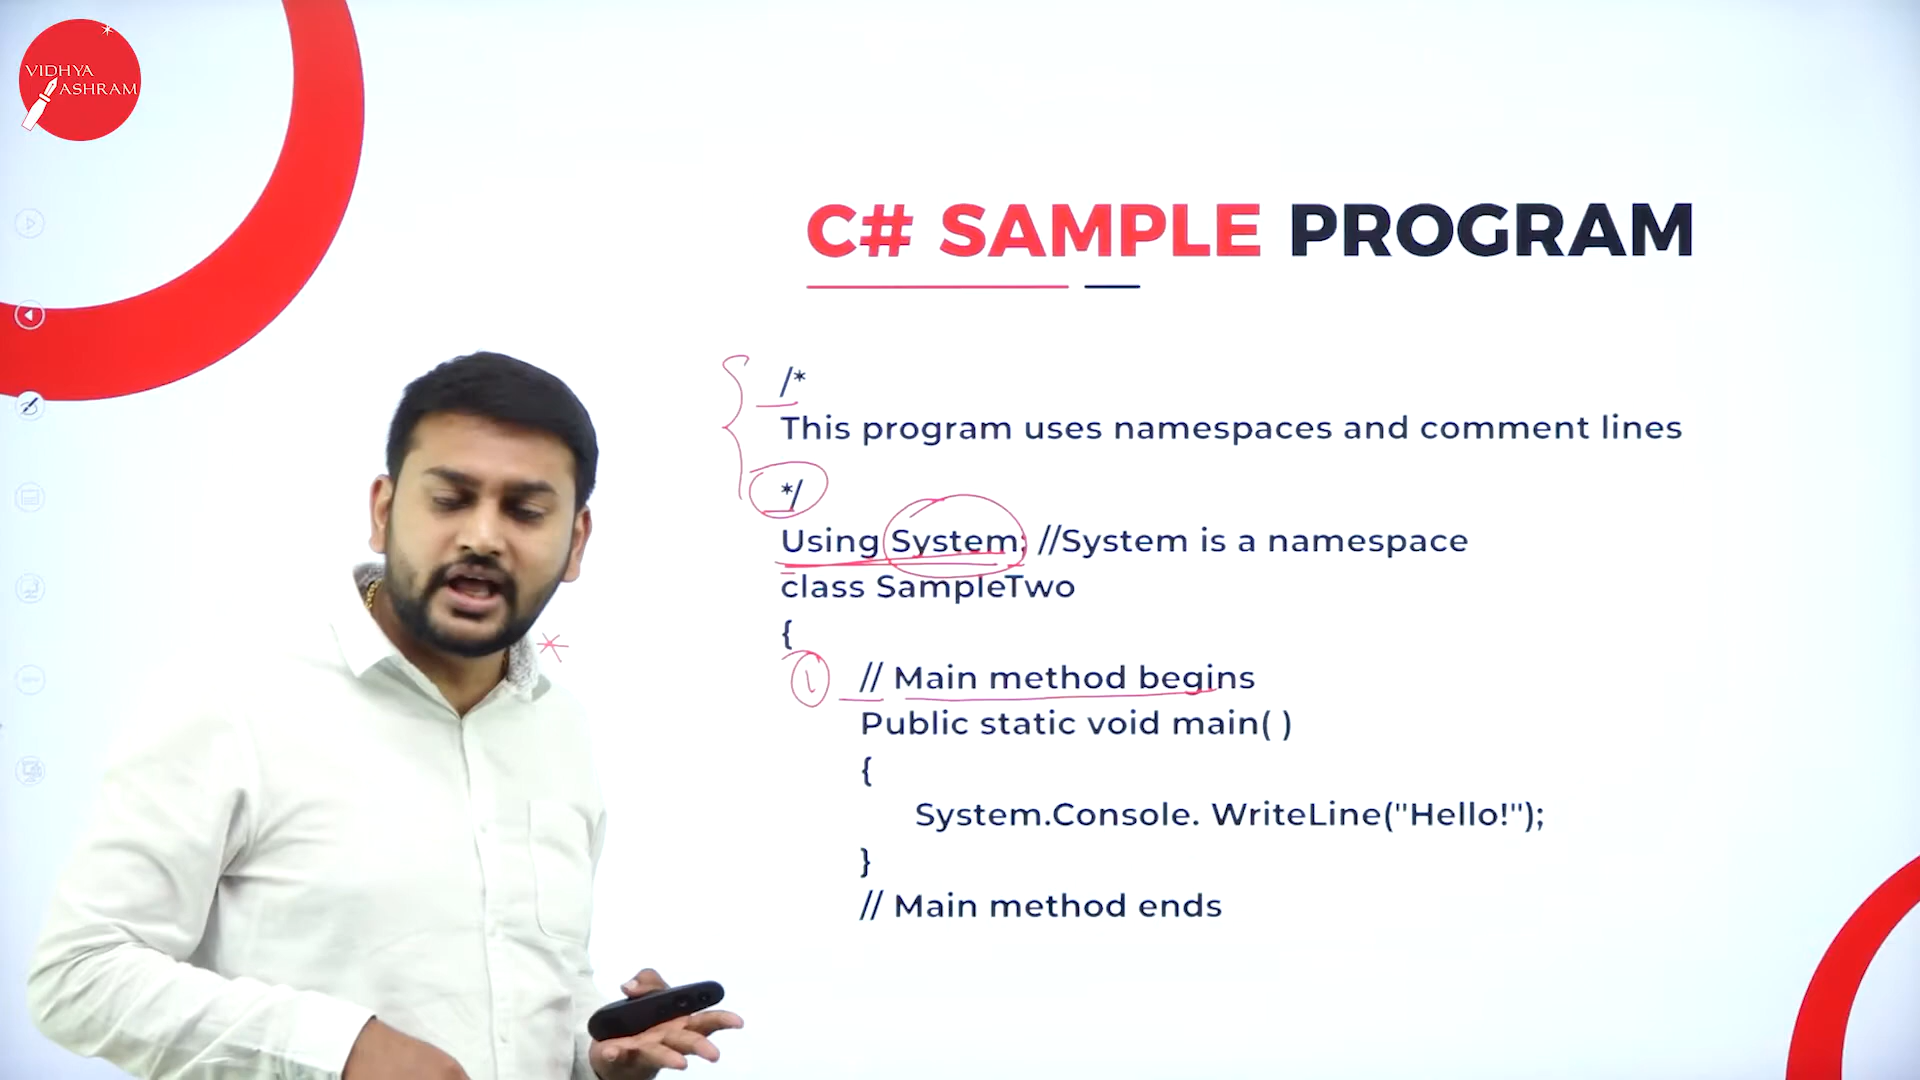 VIDHYA
ASHRAM
C# SAMPLE PROGRAM
/*
This program uses namespaces and comment lines
*/
Using System; //System is a namespace
class SampleTwo
{
1 // Main method begins
Public static void main( )
{
System.Console. WriteLine("Hello!");
}
// Main method ends